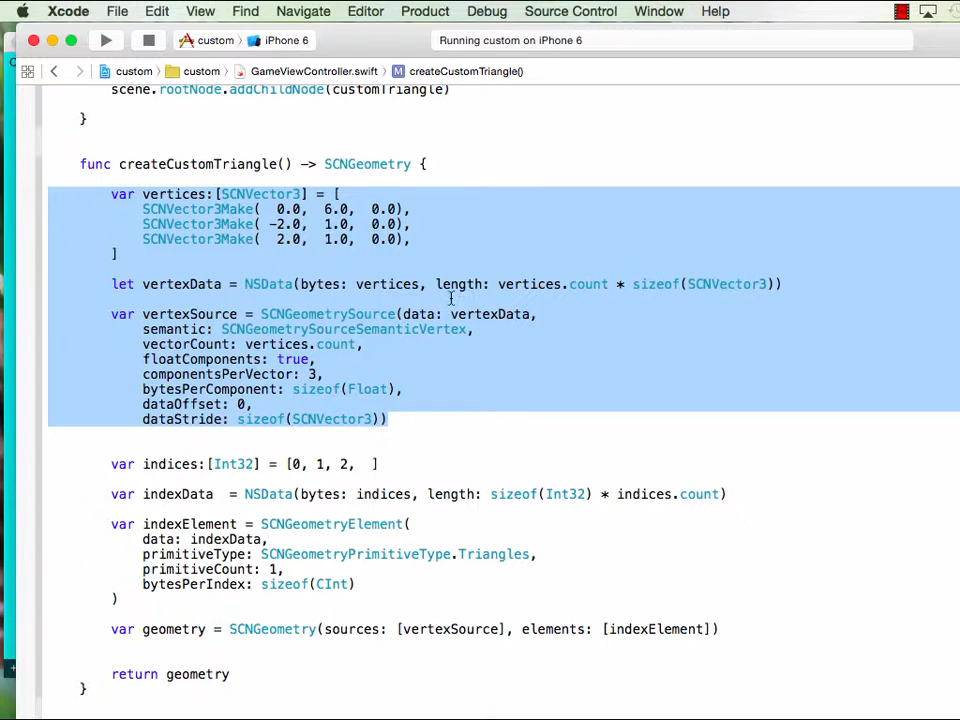 Xcode File Edit View Find Navigate Editor Product Debug Source Control Window Help
custom iPhone 6 Running custom on iPhone 6
custom custom GameViewController.swift M createCustomTriangle()
scene.rootNode.addChildNode(customTriangle)
}
func createCustomTriangle() -> SCNGeometry {
var vertices:[SCNVector3] = [
SCNVector3Make( 0.0, 6.0, 0.0),
SCNVector3Make( -2.0, 1.0, 0.0),
SCNVector3Make( 2.0, 1.0, 0.0),
]
let vertexData = NSData(bytes: vertices, length: vertices.count * sizeof(SCNVector3))
var vertexSource = SCNGeometrySource(data: vertexData,
semantic: SCNGeometrySourceSemanticVertex,
vectorCount: vertices.count,
floatComponents: true,
componentsPerVector: 3,
bytesPerComponent: sizeof(Float),
dataOffset: 0,
dataStride: sizeof(SCNVector3))
var indices:[Int32] = [0, 1, 2, ]
var indexData = NSData(bytes: indices, length: sizeof(Int32) * indices.count)
var indexElement = SCNGeometryElement(
data: indexData,
primitiveType: SCNGeometryPrimitiveType.Triangles,
primitiveCount: 1,
bytesPerIndex: sizeof(CInt)
)
var geometry = SCNGeometry(sources: [vertexSource], elements: [indexElement])
return geometry
}